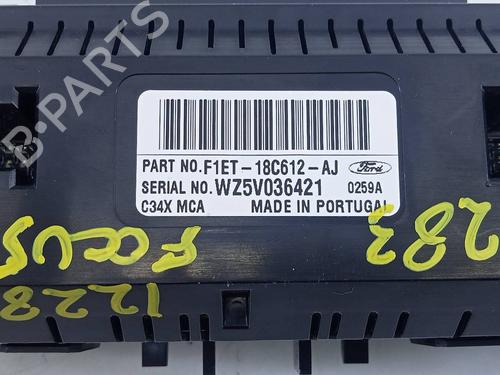 B-PARTS
PART NO. F1ET-18C612-AJ Ford
SERIAL NO. WZ5V036421 0259A
C34X MCA MADE IN PORTUGAL
283
FOCUS
1228